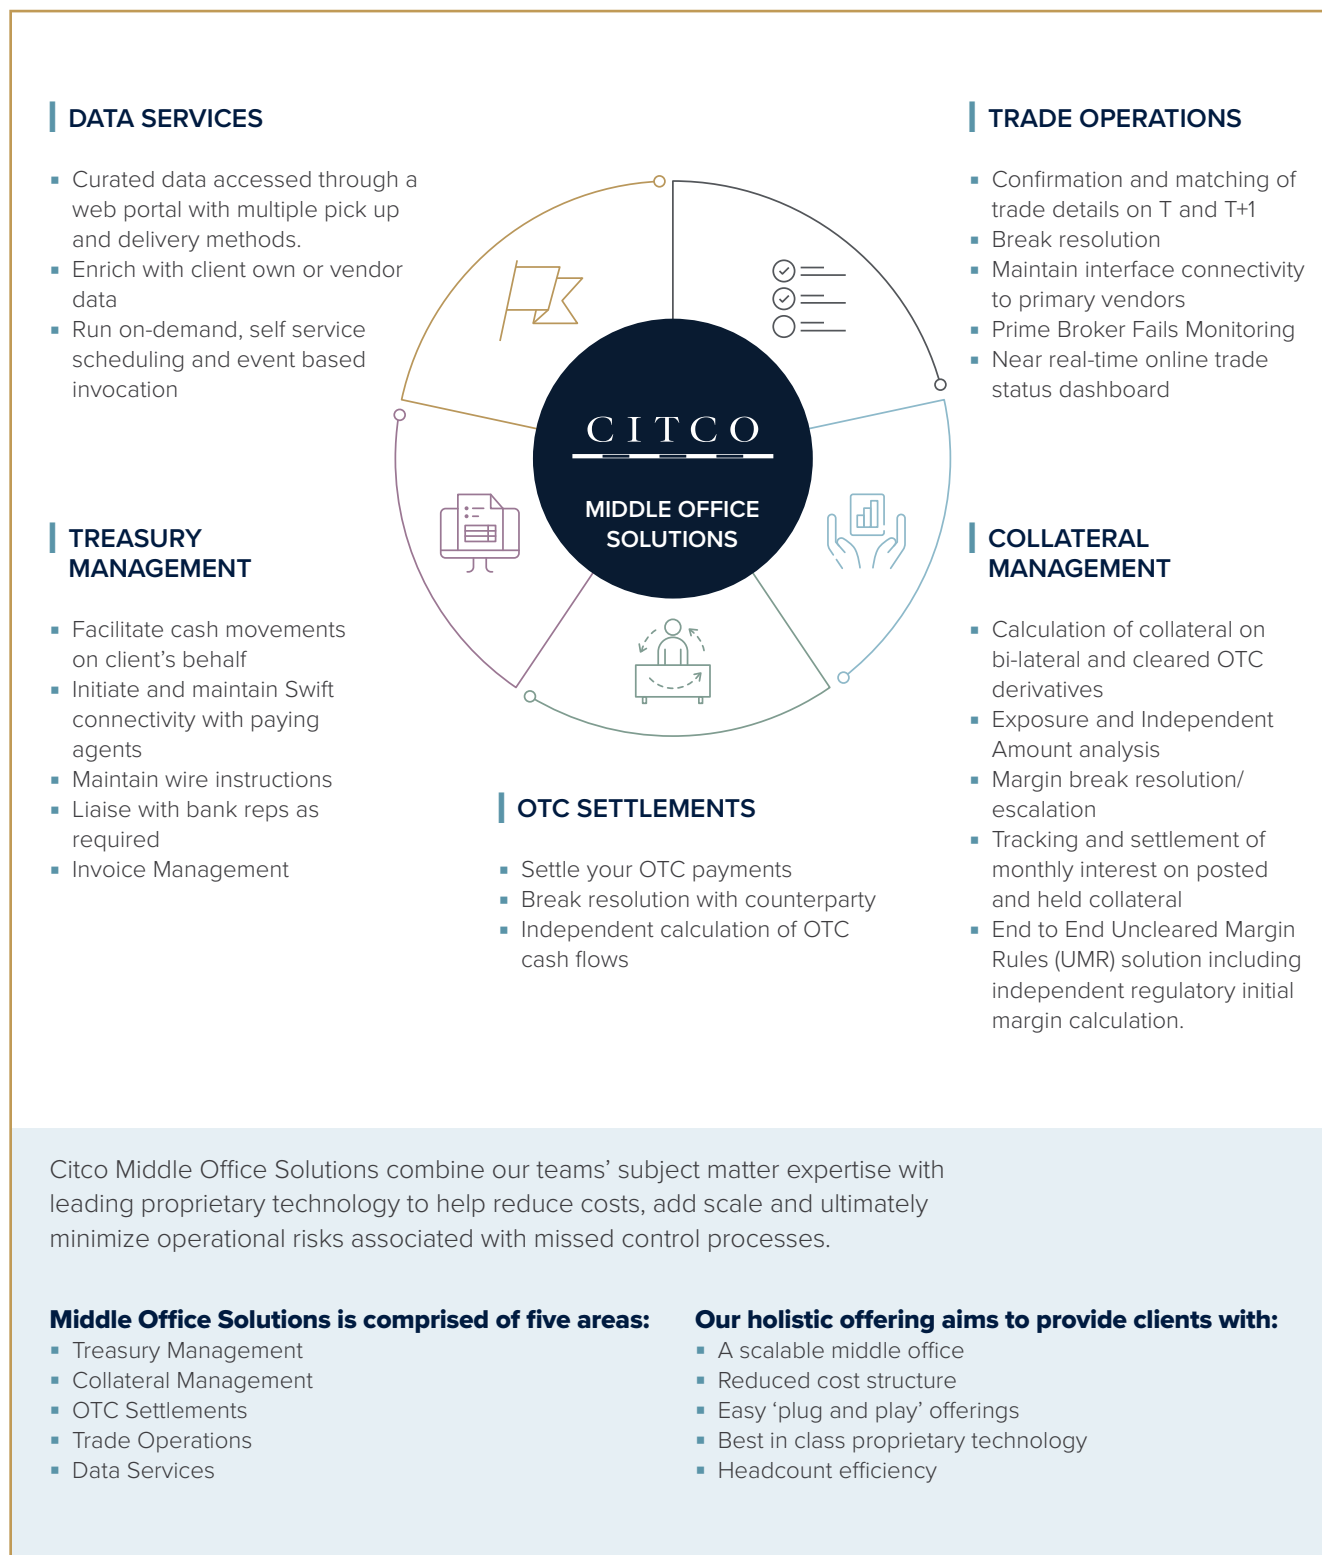 DATA SERVICES
▪ Curated data accessed through a
web portal with multiple pick up
and delivery methods.
▪ Enrich with client own or vendor
data
▪ Run on-demand, self service
scheduling and event based
invocation
TRADE OPERATIONS
▪ Confirmation and matching of
trade details on T and T+1
▪ Break resolution
▪ Maintain interface connectivity
to primary vendors
▪ Prime Broker Fails Monitoring
▪ Near real-time online trade
status dashboard
CITCO
MIDDLE OFFICE
SOLUTIONS
TREASURY
MANAGEMENT
▪ Facilitate cash movements
on client’s behalf
▪ Initiate and maintain Swift
connectivity with paying
agents
▪ Maintain wire instructions
▪ Liaise with bank reps as
required
▪ Invoice Management
COLLATERAL
MANAGEMENT
▪ Calculation of collateral on
bi-lateral and cleared OTC
derivatives
▪ Exposure and Independent
Amount analysis
▪ Margin break resolution/
escalation
▪ Tracking and settlement of
monthly interest on posted
and held collateral
▪ End to End Uncleared Margin
Rules (UMR) solution including
independent regulatory initial
margin calculation.
OTC SETTLEMENTS
▪ Settle your OTC payments
▪ Break resolution with counterparty
▪ Independent calculation of OTC
cash flows
Citco Middle Office Solutions combine our teams’ subject matter expertise with
leading proprietary technology to help reduce costs, add scale and ultimately
minimize operational risks associated with missed control processes.
Middle Office Solutions is comprised of five areas:
▪ Treasury Management
▪ Collateral Management
▪ OTC Settlements
▪ Trade Operations
▪ Data Services
Our holistic offering aims to provide clients with:
▪ A scalable middle office
▪ Reduced cost structure
▪ Easy ‘plug and play’ offerings
▪ Best in class proprietary technology
▪ Headcount efficiency